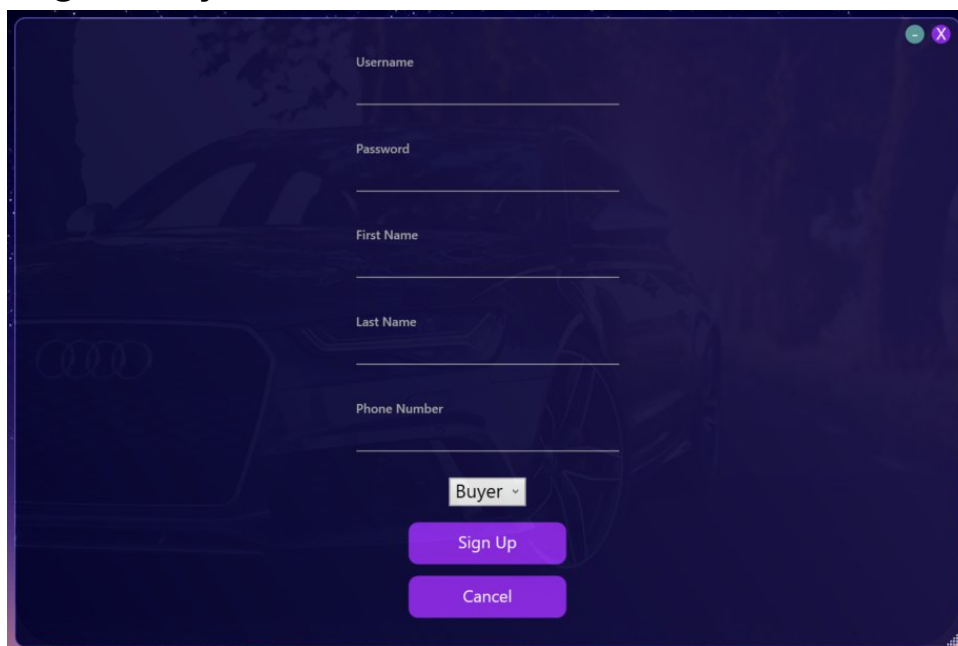 - X
Username
Password
First Name
Last Name
Phone Number
Buyer
Sign Up
Cancel